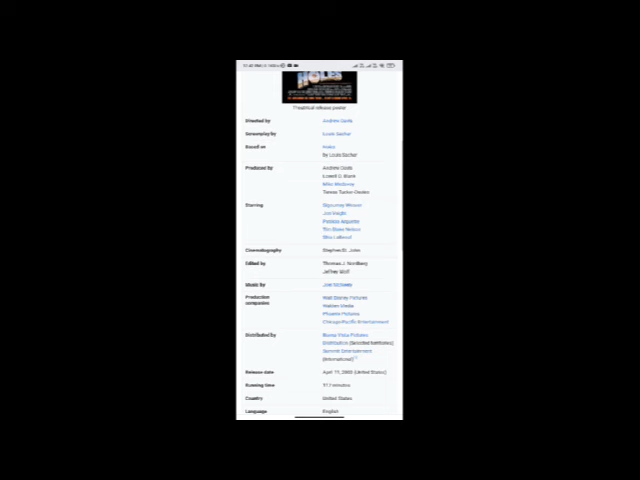 HOLES
Theatrical release poster
Directed by Andrew Davis
Screenplay by Louis Sachar
Based on Holes
by Louis Sachar
Produced by Andrew Davis
Lowell D. Blank
Mike Medavoy
Teresa Tucker-Davies
Starring Sigourney Weaver
Jon Voight
Patricia Arquette
Tim Blake Nelson
Shia LaBeouf
Cinematography Stephen St. John
Edited by Thomas J. Nordberg
Jeffrey Wolf
Music by Joel McNeely
Production Walt Disney Pictures
companies Walden Media
Phoenix Pictures
Chicago Pacific Entertainment
Distributed by Buena Vista Pictures
Distribution (Selected territories)
Summit Entertainment
(International)
Release date April 2003 (United States)
Running time 117 minutes
Country United States
Language English